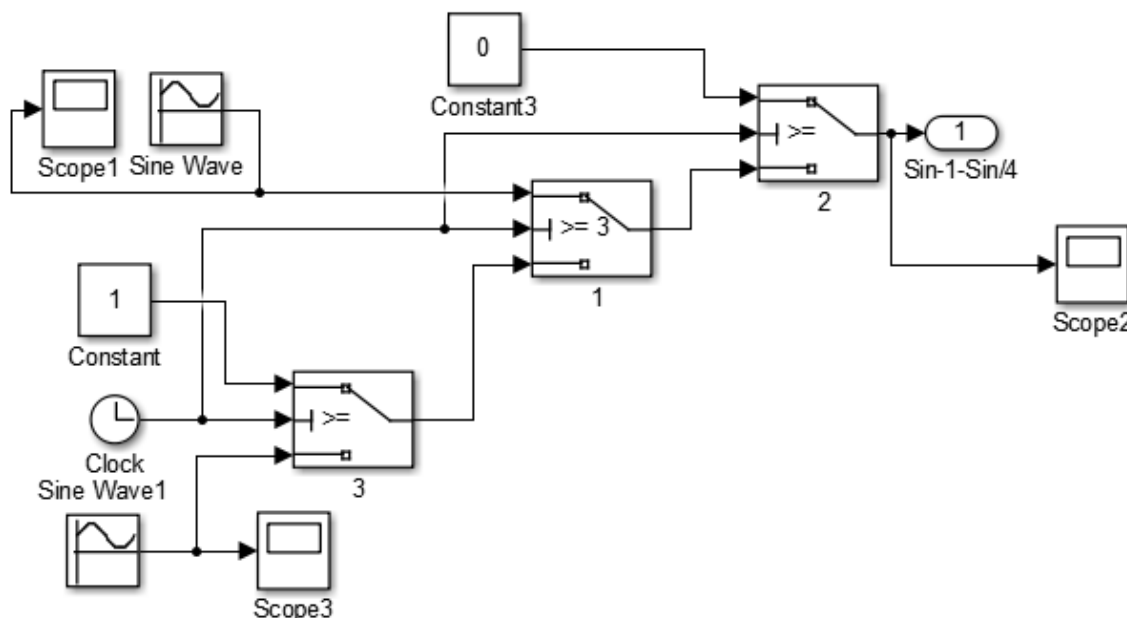 0
Constant3
Scope1
Sine Wave
>=
2
1
Sin-1-Sin/4
>= 3
1
Scope2
1
Constant
>=
3
Clock
Sine Wave1
Scope3